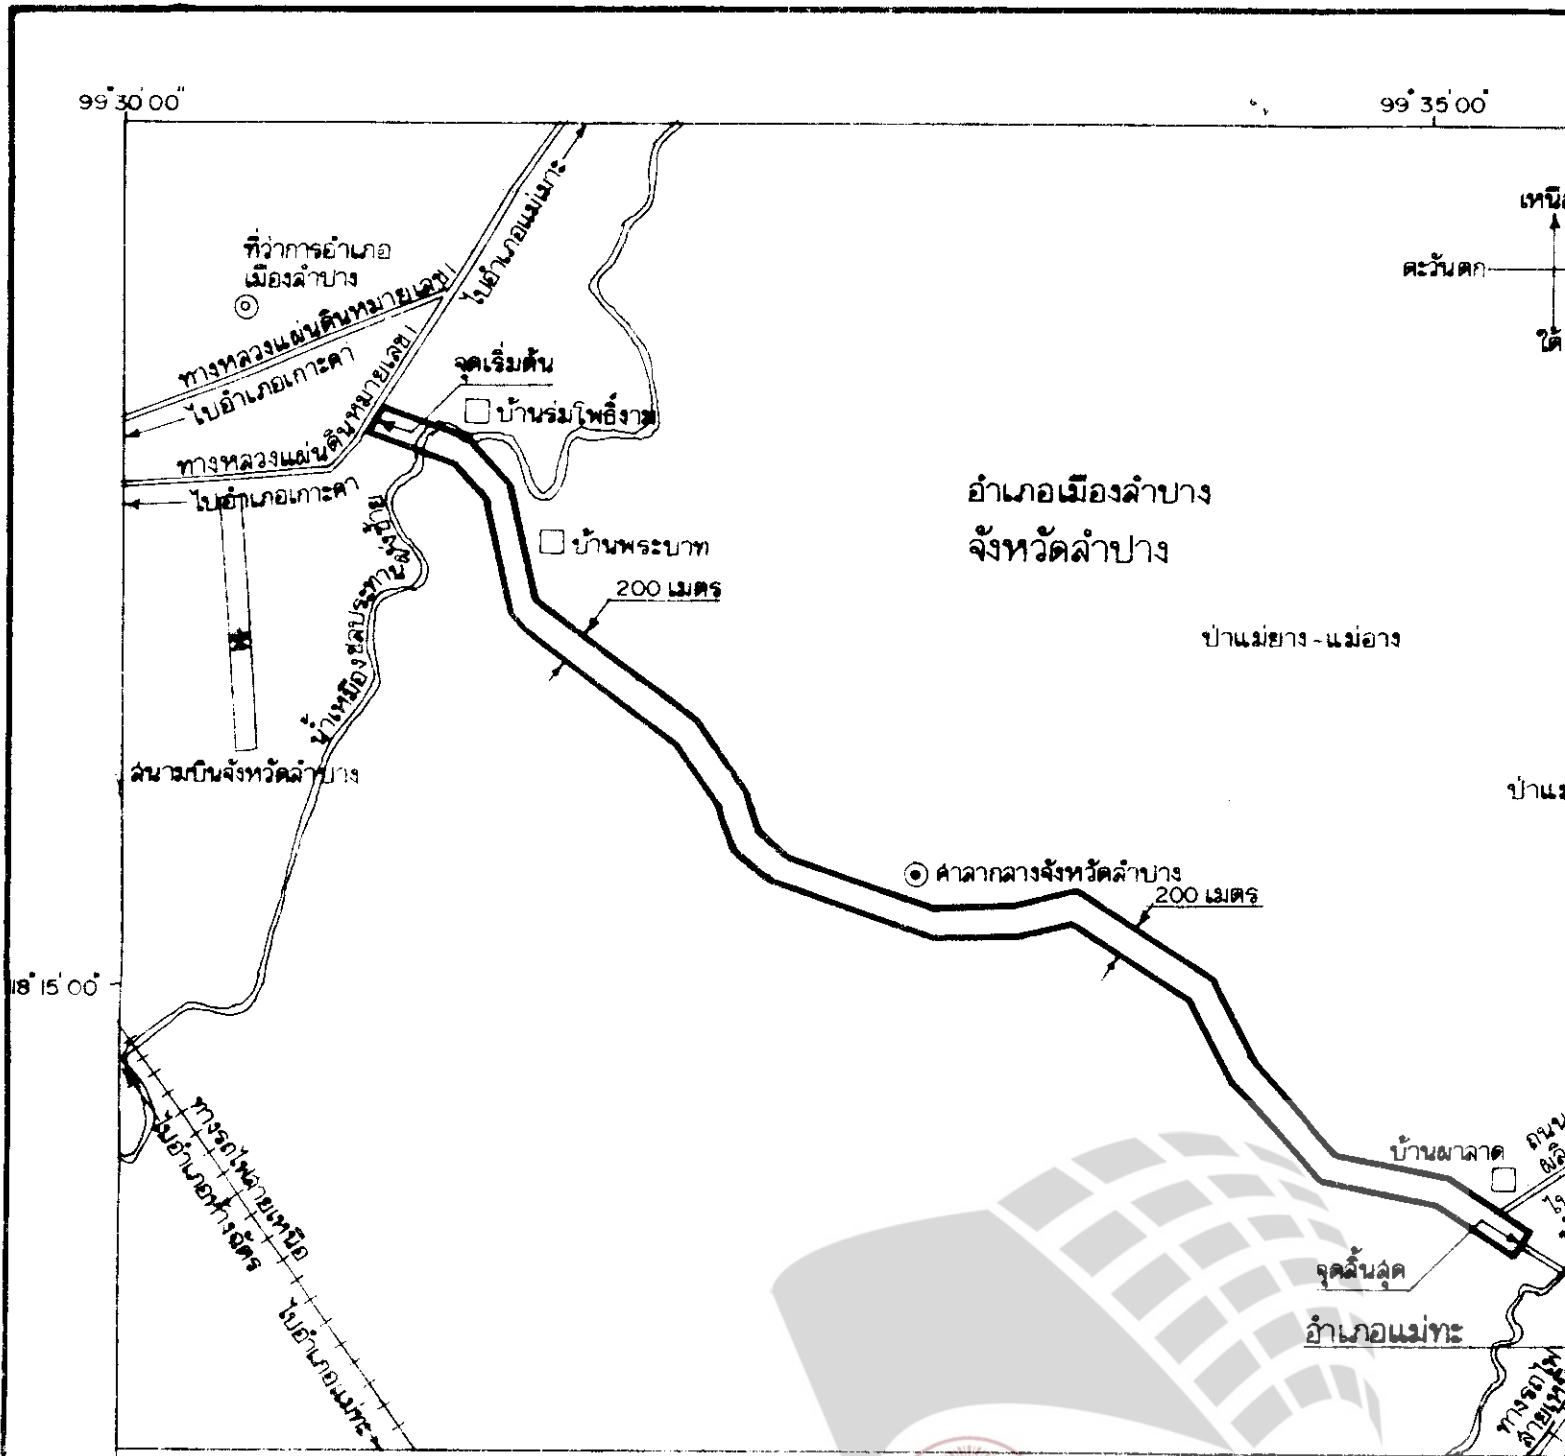 99°30'00"
99°35'00"
ตะวันตก
ใต้
ที่ว่าการอำเภอ
เมืองลำปาง
ไปอำเภอแม่เมาะ
ทางหลวงแผ่นดินหมายเลข 1
ไปอำเภอเกาะคา
ทางหลวงแผ่นดินหมายเลข 1
ไปอำเภอเกาะคา
จุดเริ่มต้น
บ้านร่มโพธิ์งาม
อำเภอเมืองลำปาง
จังหวัดลำปาง
บ้านพระบาท
200 เมตร
ป่าแม่ยาง - แม่อาง
น้ำเหมืองชลประทาน
สนามบินจังหวัดลำปาง
ศาลากลางจังหวัดลำปาง
200 เมตร
18°15'00"
ทางรถไฟสายเหนือ
ไปอำเภอห้างฉัตร
ไปอำเภอแม่ทะ
บ้านผาลาด
ถนน
จุดสิ้นสุด
อำเภอแม่ทะ